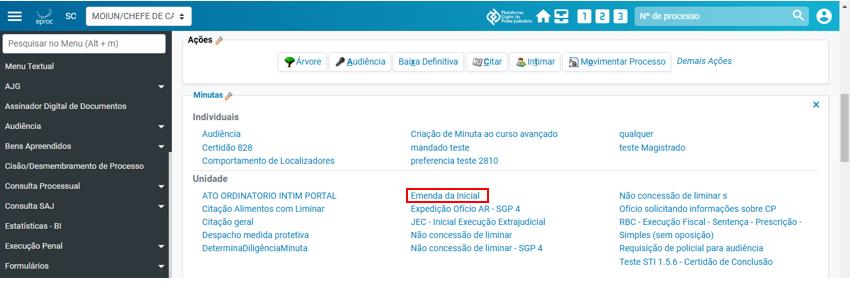 eproc SC MOIUN/CHEFE DE CA Plataforma Digital do Poder Judiciário 1 2 3 Nº de processo
Pesquisar no Menu (Alt + m)
Menu Textual
AJG
Assinador Digital de Documentos
Audiência
Bens Apreendidos
Cisão/Desmembramento de Processo
Consulta Processual
Consulta SAJ
Estatísticas - BI
Execução Penal
Formulários
Ações
Árvore Audiência Baixa Definitiva Citar Intimar Movimentar Processo Demais Ações
Minutas
Individuais
Audiência Criação de Minuta ao curso avançado qualquer
Certidão 828 mandado teste teste Magistrado
Comportamento de Localizadores preferencia teste 2810
Unidade
ATO ORDINATORIO INTIM PORTAL Emenda da Inicial Não concessão de liminar s
Citação Alimentos com Liminar Expedição Ofício AR - SGP 4 Ofício solicitando informações sobre CP
Citação geral JEC - Inicial Execução Extrajudicial RBC - Execução Fiscal - Sentença - Prescrição -
Despacho medida protetiva Não concessão de liminar Simples (sem oposição)
DeterminaDiligênciaMinuta Não concessão de liminar - SGP 4 Requisição de policial para audiência
Teste STI 1.5.6 - Certidão de Conclusão